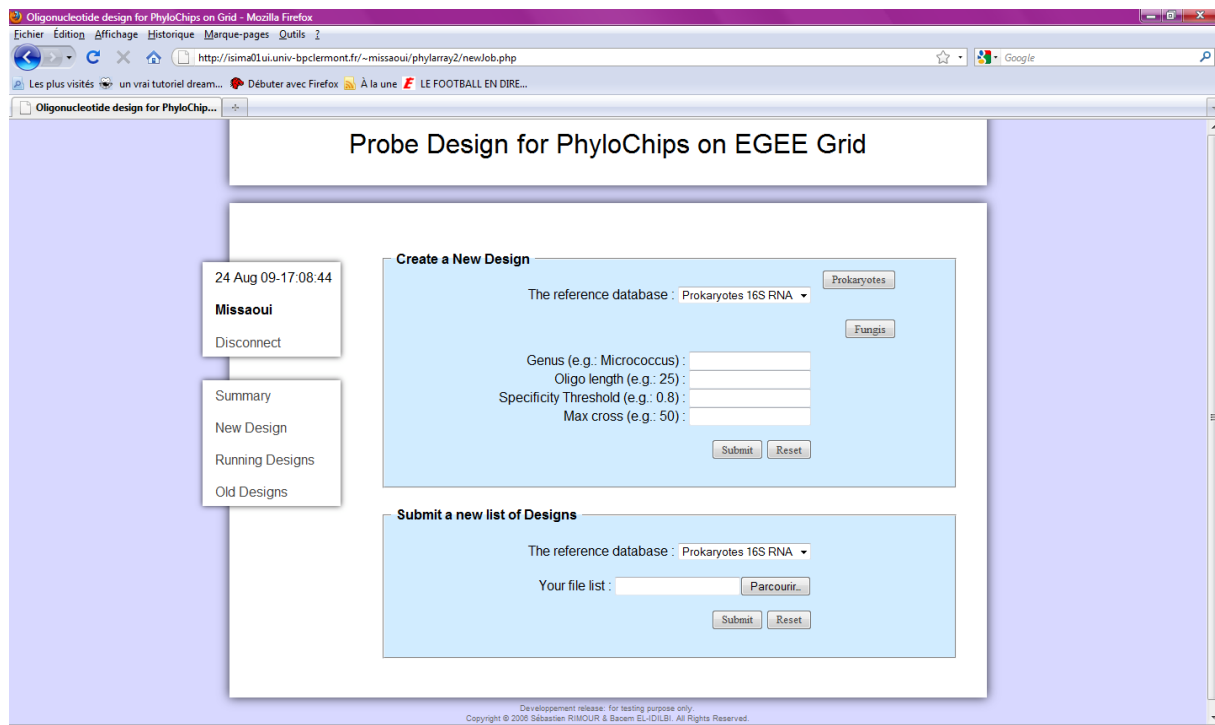 Oligonucleotide design for PhyloChips on Grid - Mozilla Firefox
Fichier Édition Affichage Historique Marque-pages Outils ?
http://isima01ui.univ-bpclermont.fr/~missaoui/phylarray2/newJob.php
Google
Les plus visités un vrai tutoriel dream... Débuter avec Firefox À la une LE FOOTBALL EN DIRE...
Oligonucleotide design for PhyloChip...
Probe Design for PhyloChips on EGEE Grid
24 Aug 09-17:08:44
Missaoui
Disconnect
Summary
New Design
Running Designs
Old Designs
Create a New Design
Prokaryotes
The reference database : Prokaryotes 16S RNA
Fungis
Genus (e.g.: Micrococcus) :
Oligo length (e.g.: 25) :
Specificity Threshold (e.g.: 0.8) :
Max cross (e.g.: 50) :
Submit Reset
Submit a new list of Designs
The reference database : Prokaryotes 16S RNA
Your file list : Parcourir...
Submit Reset
Developpement release: for testing purpose only.
Copyright © 2006 Sébastien RIMOUR & Bacem EL-IDILBI. All Rights Reserved.